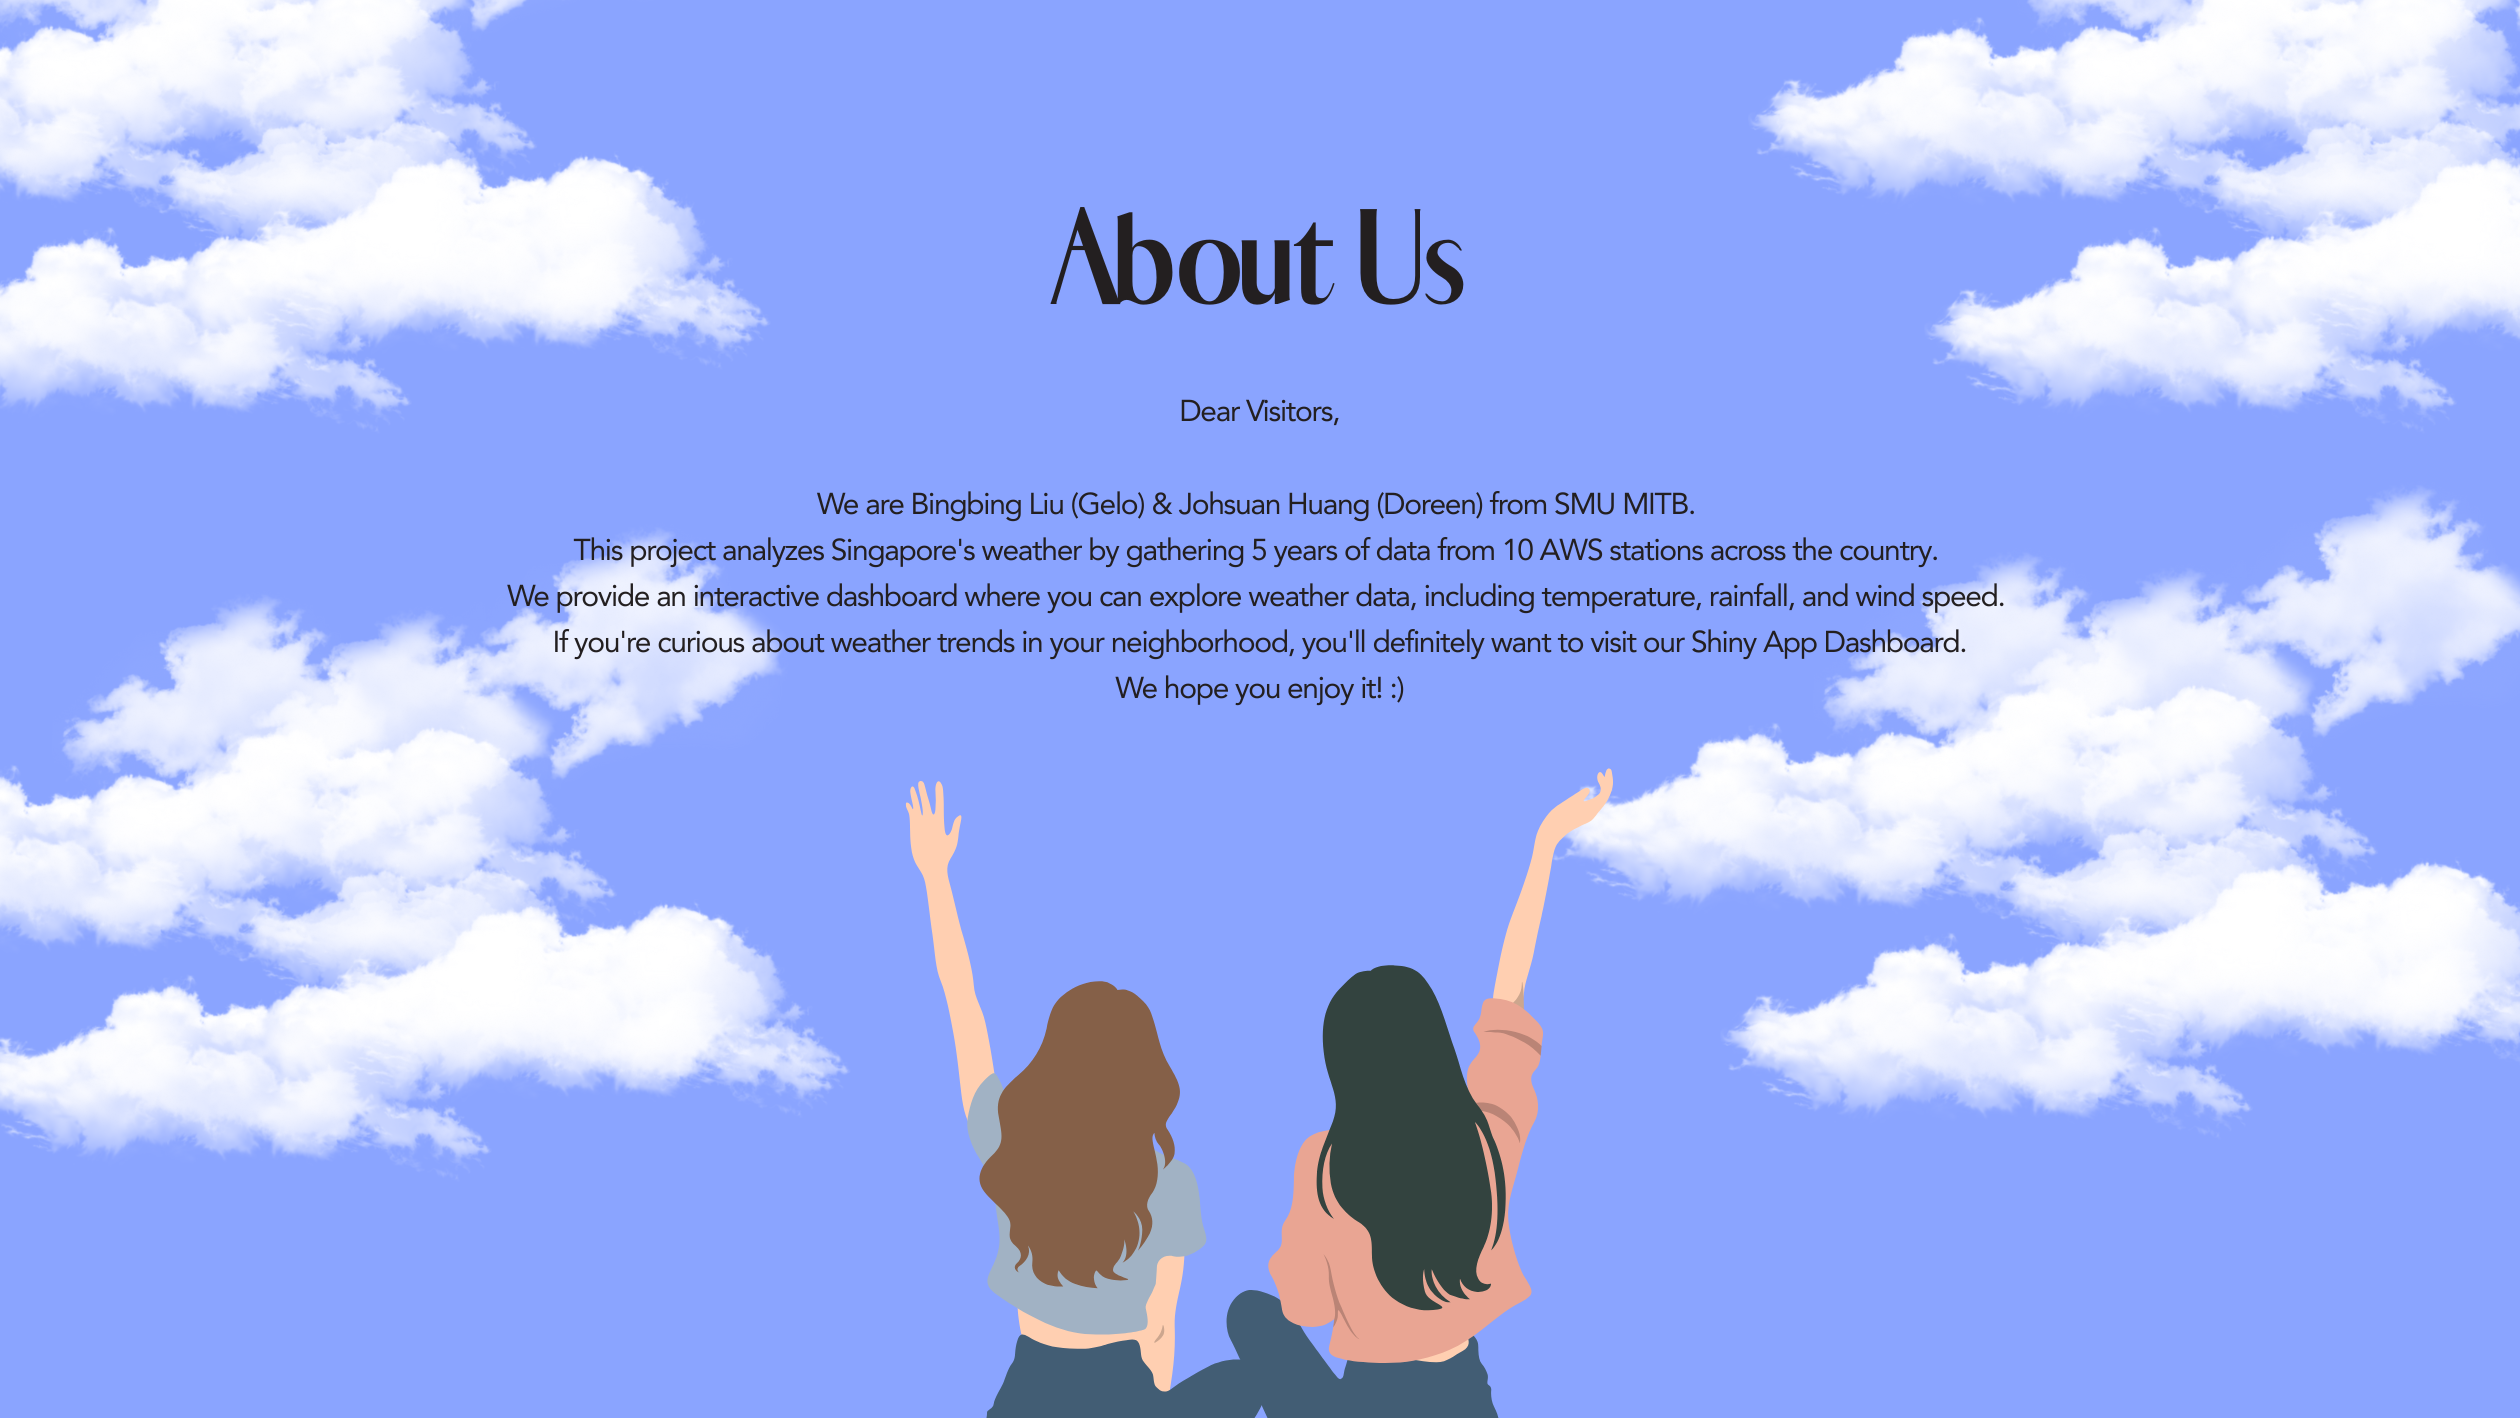 About Us
Dear Visitors,
We are Bingbing Liu (Gelo) & Johsuan Huang (Doreen) from SMU MITB.
This project analyzes Singapore's weather by gathering 5 years of data from 10 AWS stations across the country.
We provide an interactive dashboard where you can explore weather data, including temperature, rainfall, and wind speed.
If you're curious about weather trends in your neighborhood, you'll definitely want to visit our Shiny App Dashboard.
We hope you enjoy it! :)